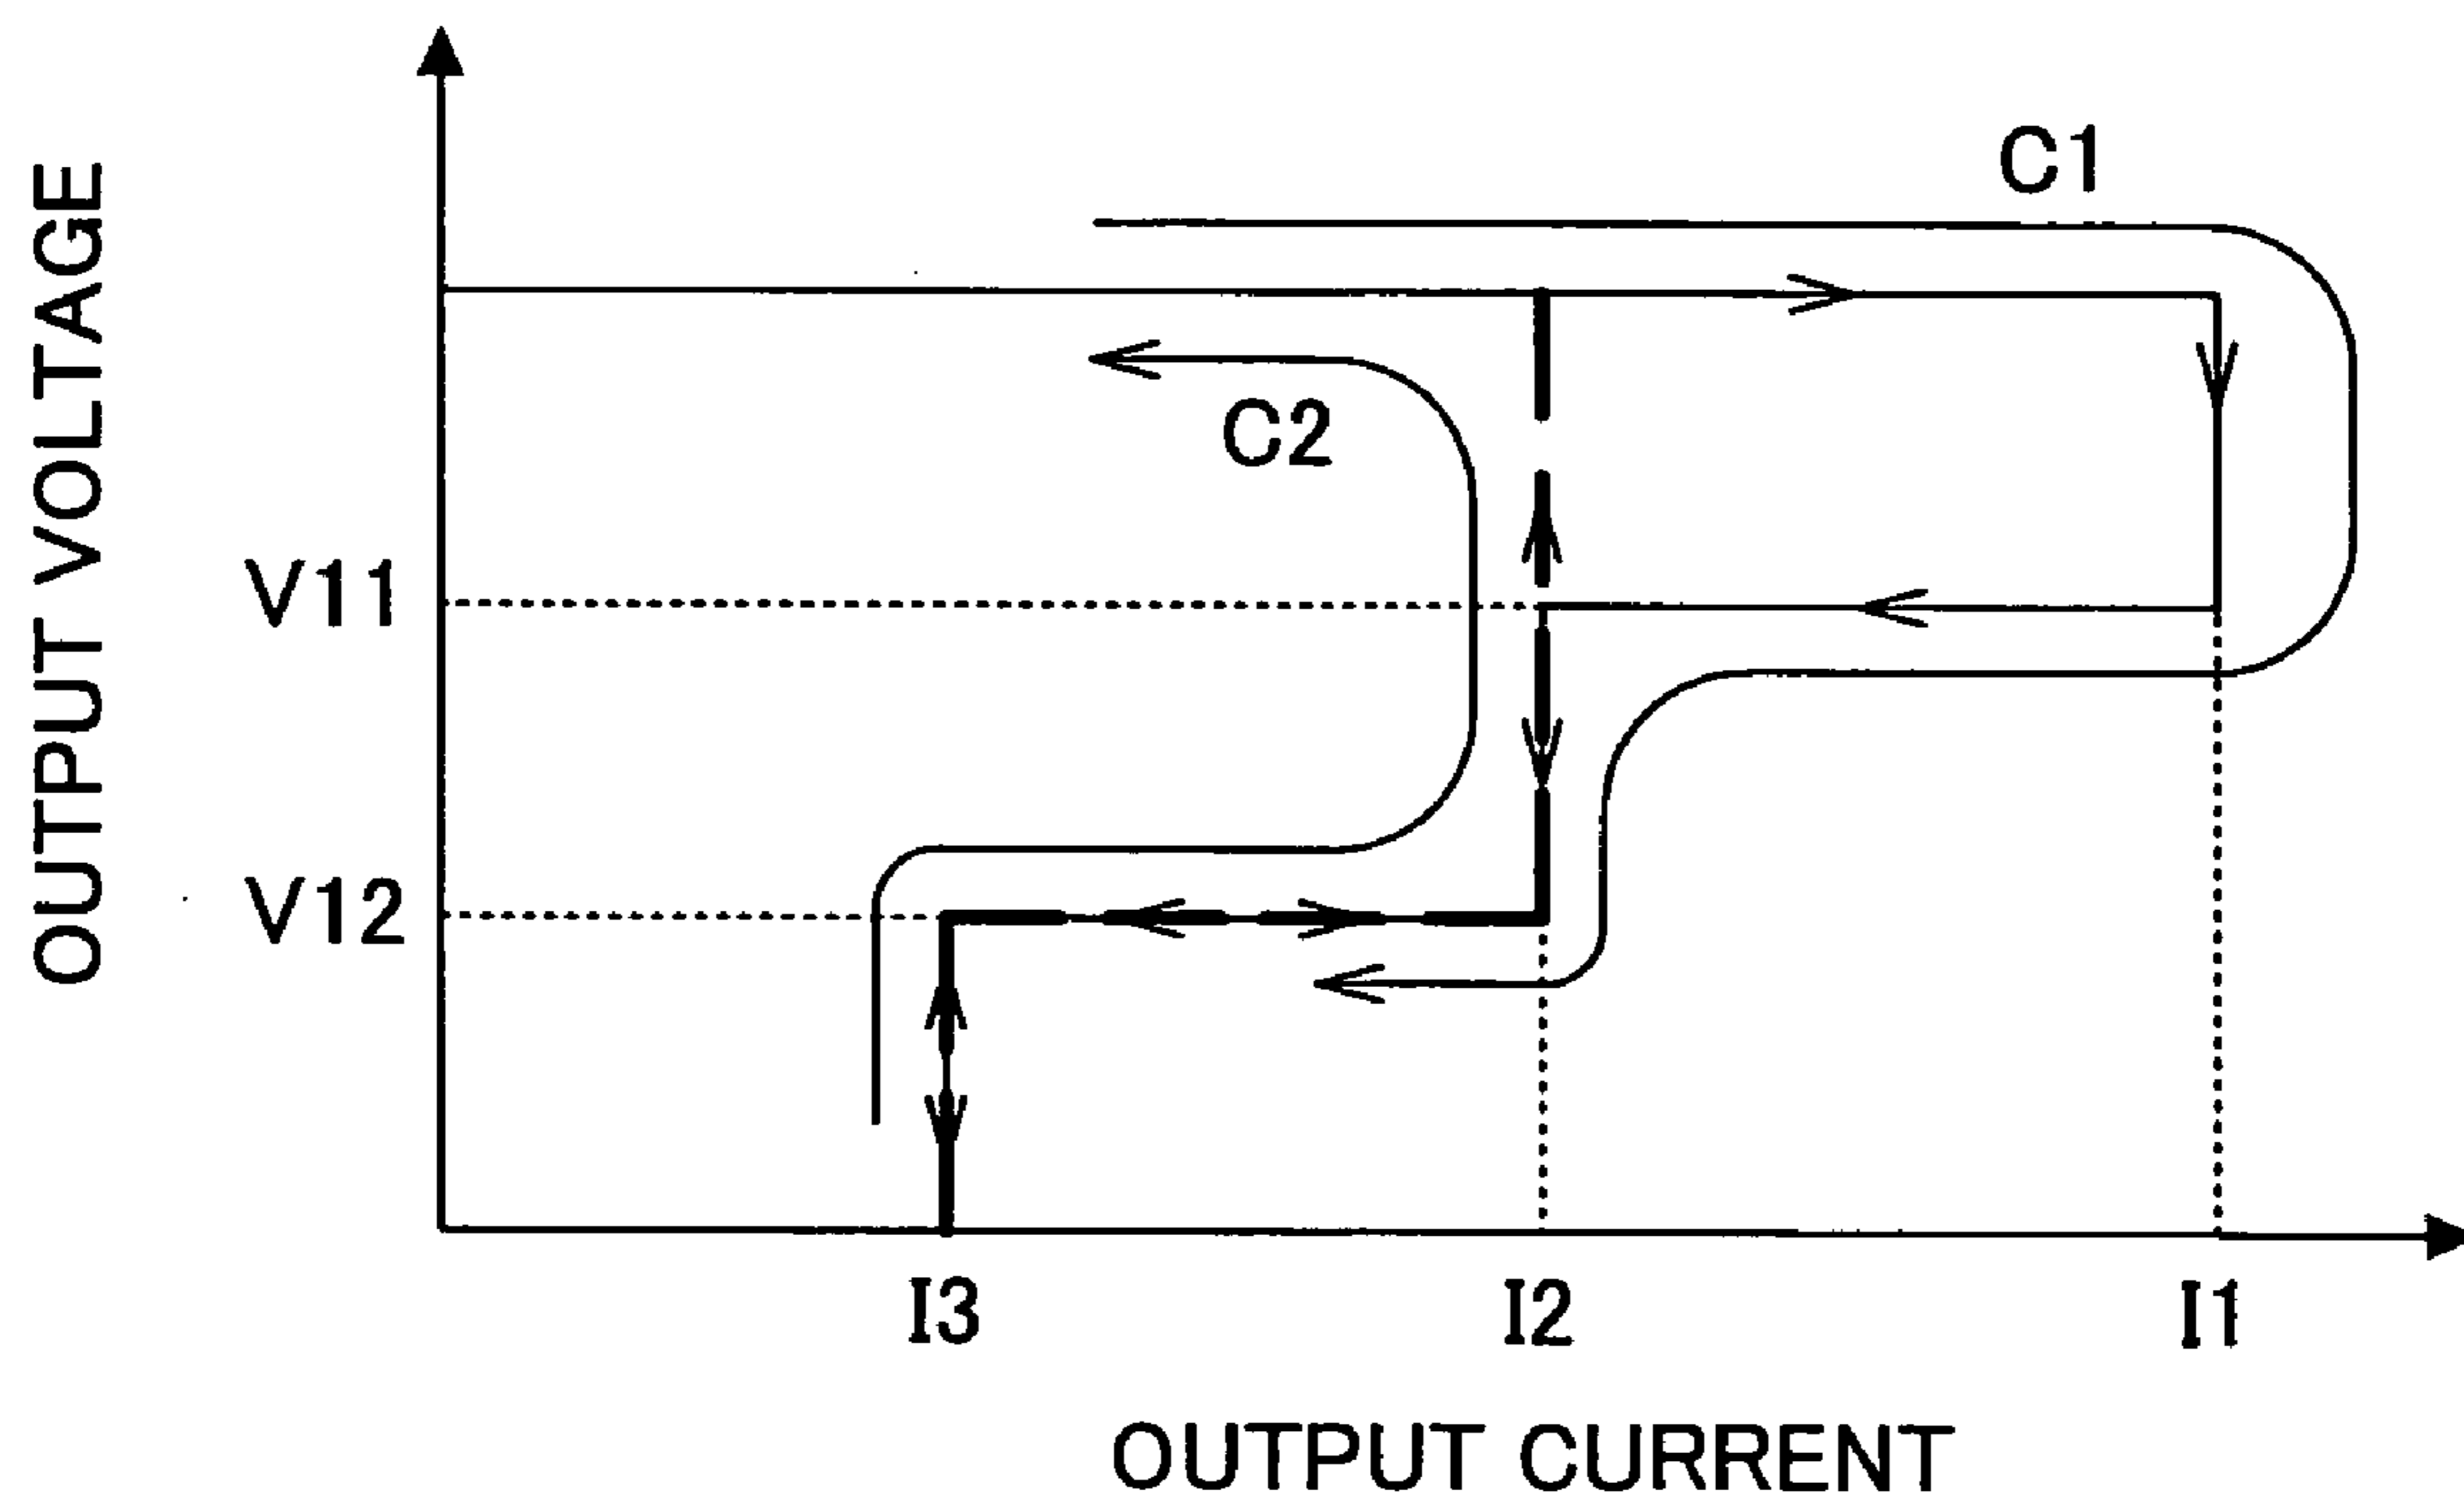 OUTPUT VOLTAGE
C1
C2
V11
V12
I3
I2
I1
OUTPUT CURRENT